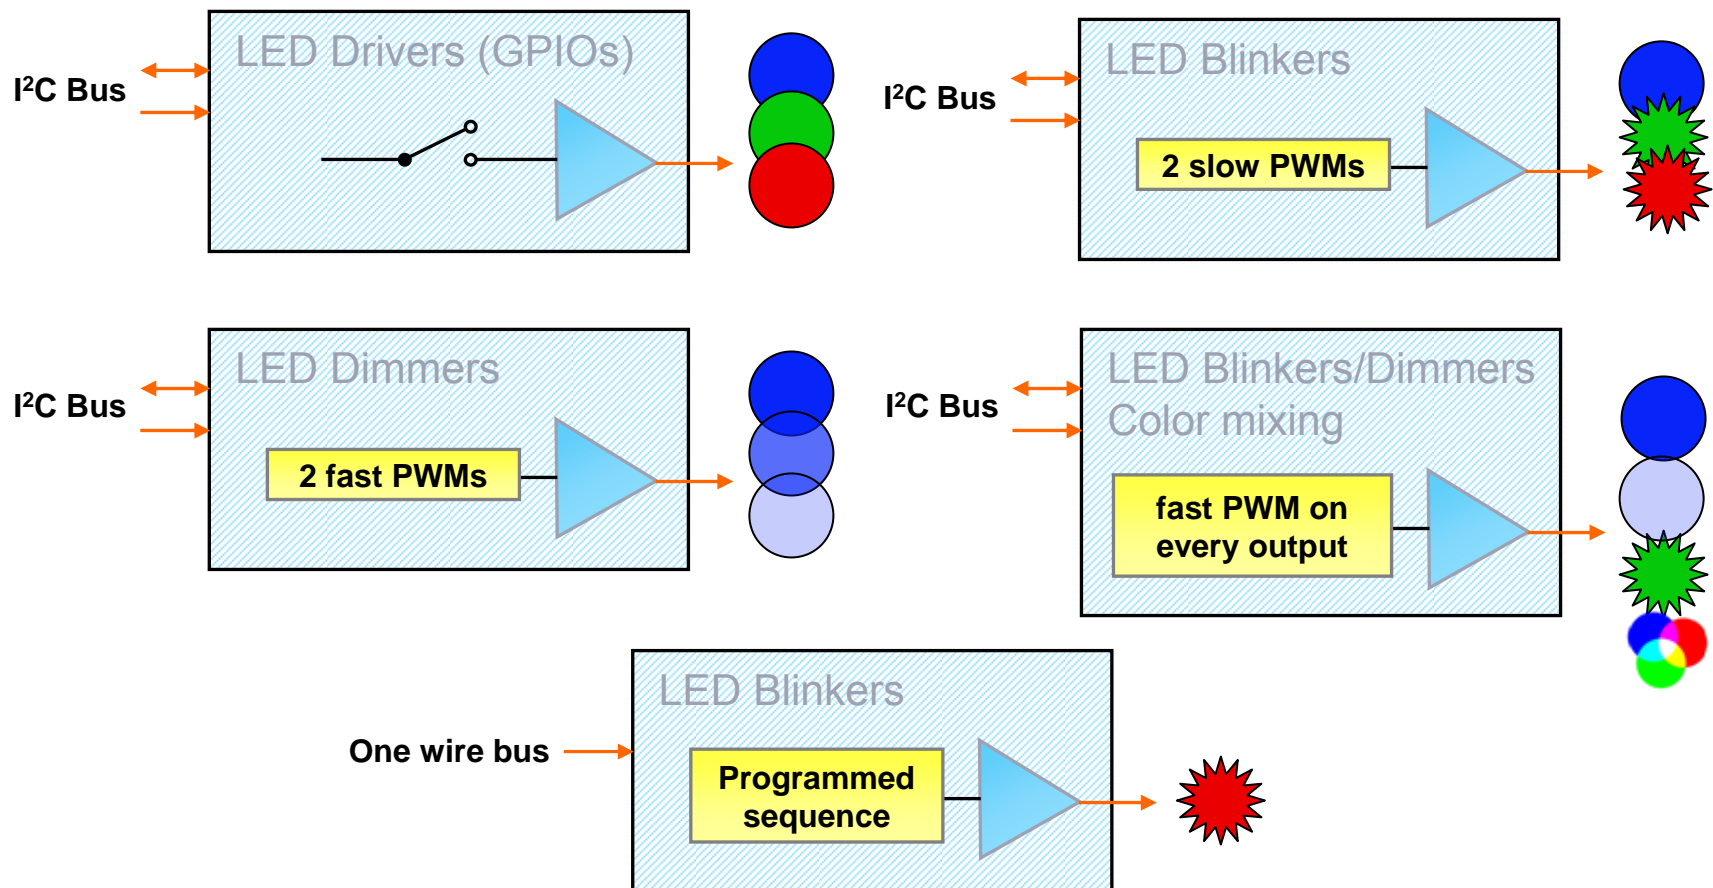 LED Drivers (GPIOs)
I²C Bus
LED Blinkers
I²C Bus
2 slow PWMs
LED Dimmers
I²C Bus
2 fast PWMs
LED Blinkers/Dimmers
Color mixing
I²C Bus
fast PWM on
every output
LED Blinkers
One wire bus
Programmed
sequence